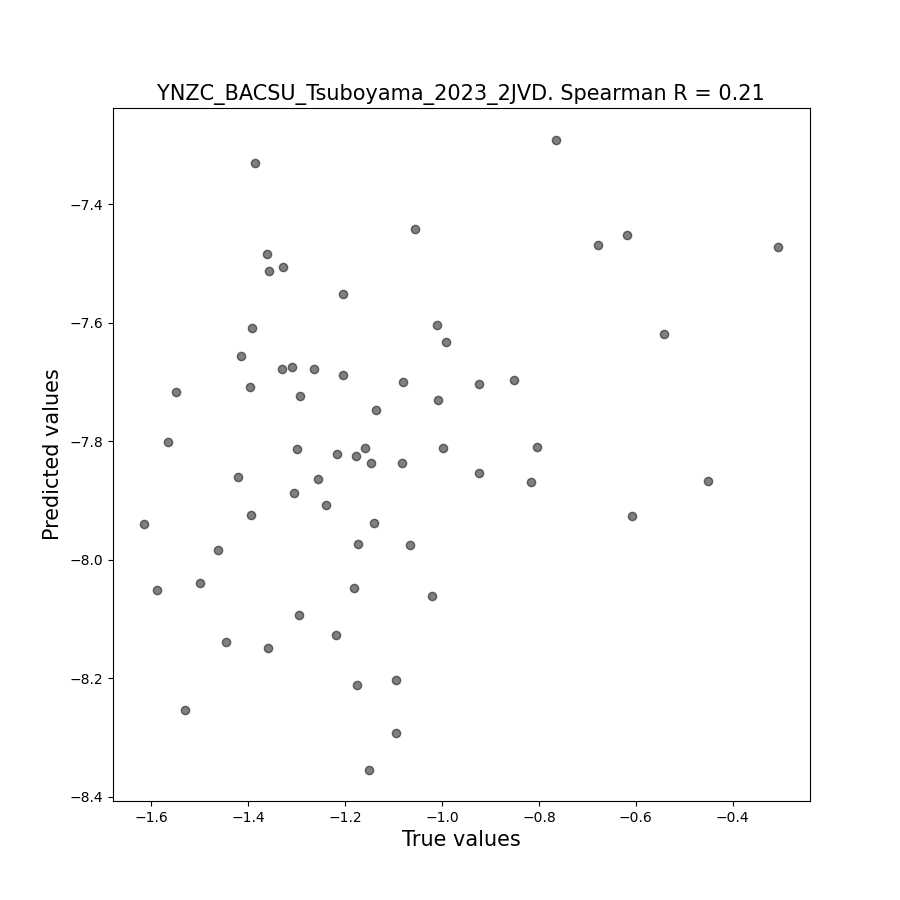 YNZC_BACSU_Tsuboyama_2023_2JVD. Spearman R = 0.21
Predicted values
−7.4
−7.6
−7.8
−8.0
−8.2
−8.4
−1.6 −1.4 −1.2 −1.0 −0.8 −0.6 −0.4
True values